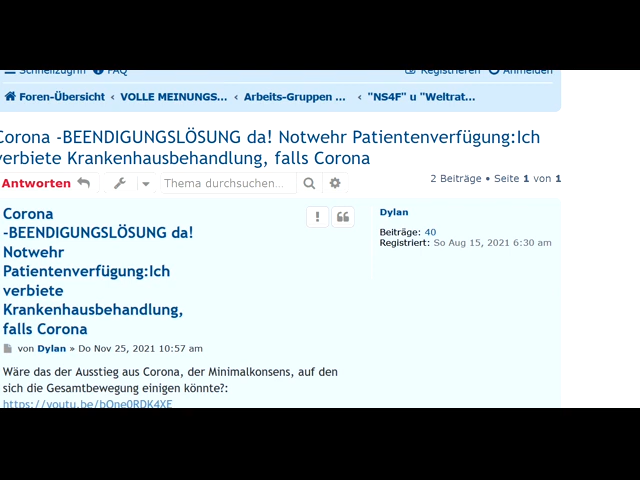 Schnellzugriff FAQ Registrieren Anmelden
Foren-Übersicht ‹ VOLLE MEINUNGS... ‹ Arbeits-Gruppen ... ‹ "NS4F" u "Weltrat...
Corona -BEENDIGUNGSLÖSUNG da! Notwehr Patientenverfügung:Ich
verbiete Krankenhausbehandlung, falls Corona
Antworten Thema durchsuchen... 2 Beiträge • Seite 1 von 1
Corona
-BEENDIGUNGSLÖSUNG da!
Notwehr
Patientenverfügung:Ich
verbiete
Krankenhausbehandlung,
falls Corona
von Dylan » Do Nov 25, 2021 10:57 am
Wäre das der Ausstieg aus Corona, der Minimalkonsens, auf den
sich die Gesamtbewegung einigen könnte?:
https://youtu.be/bOne0RDK4XE
Dylan
Beiträge: 40
Registriert: So Aug 15, 2021 6:30 am